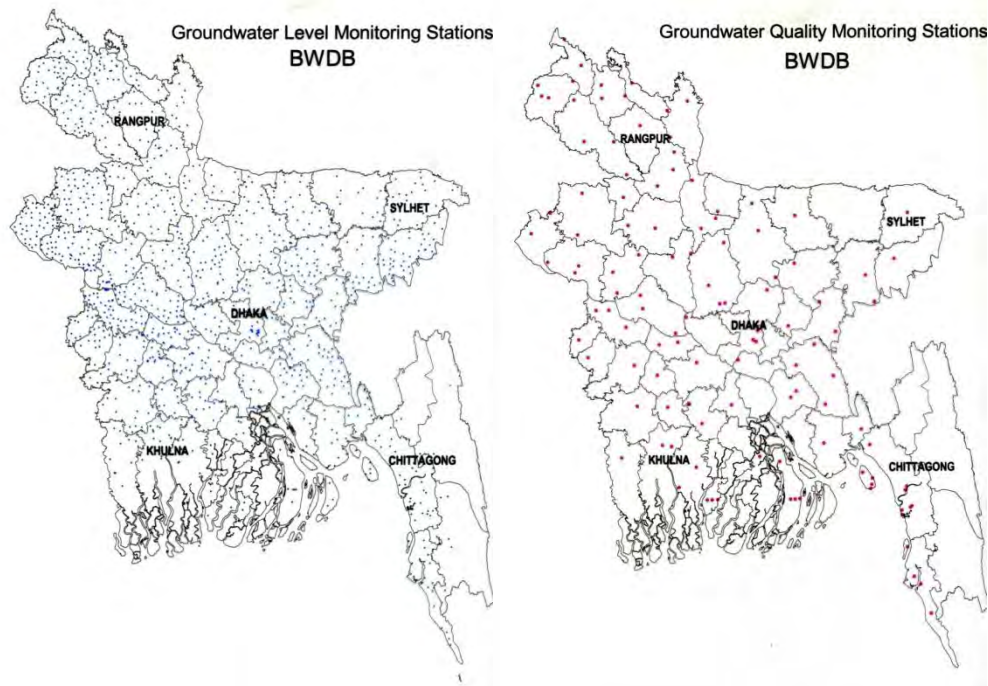 Groundwater Level Monitoring Stations
BWDB
RANGPUR
SYLHET
DHAKA
KHULNA
CHITTAGONG
Groundwater Quality Monitoring Stations
BWDB
RANGPUR
SYLHET
DHAKA
KHULNA
CHITTAGONG